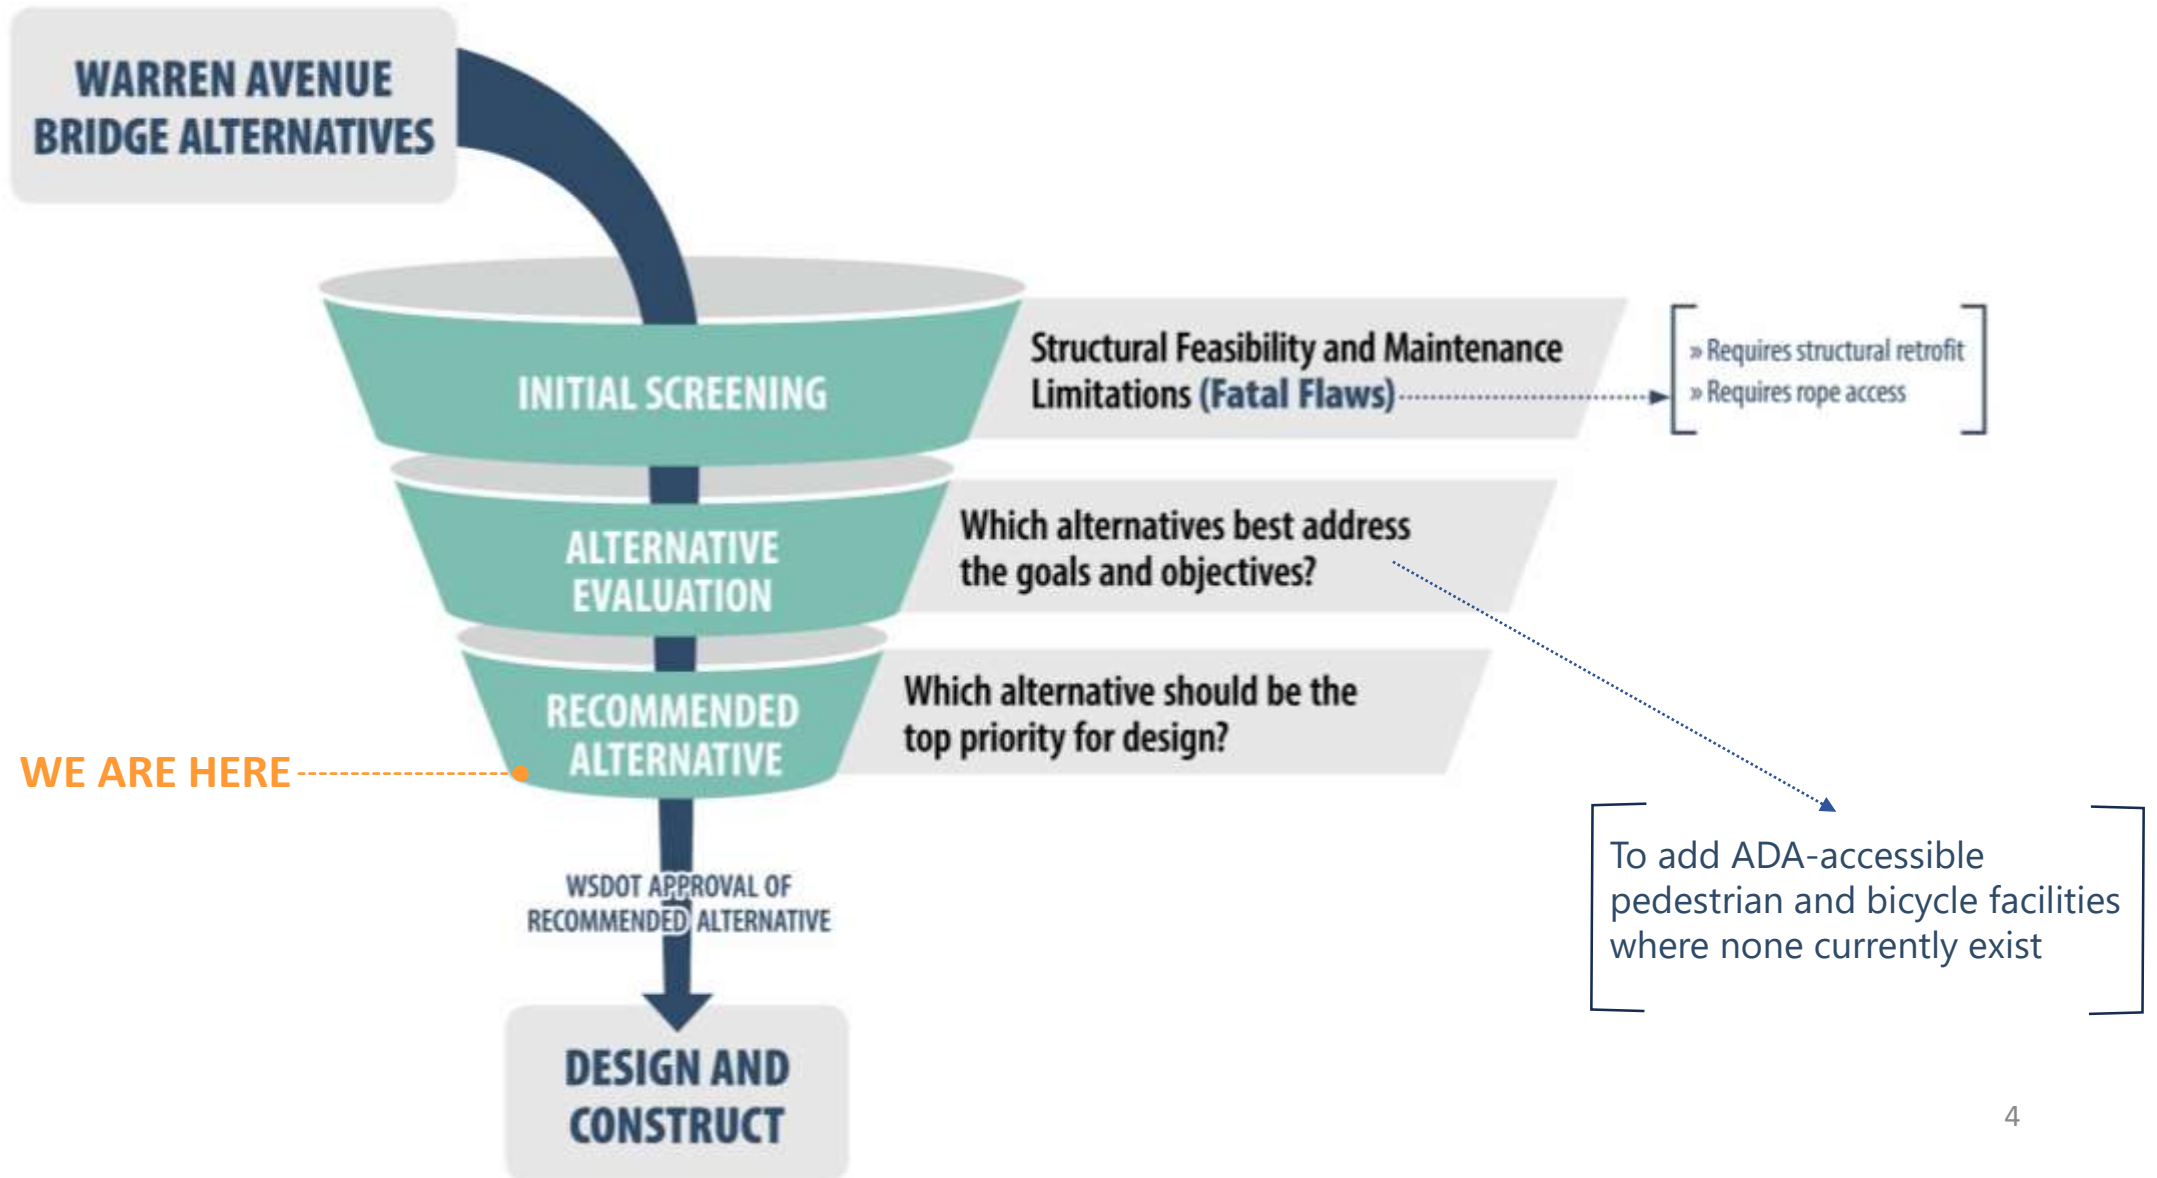 WARREN AVENUE
BRIDGE ALTERNATIVES
INITIAL SCREENING
Structural Feasibility and Maintenance
Limitations (Fatal Flaws)
» Requires structural retrofit
» Requires rope access
ALTERNATIVE
EVALUATION
Which alternatives best address
the goals and objectives?
RECOMMENDED
ALTERNATIVE
Which alternative should be the
top priority for design?
WE ARE HERE
To add ADA-accessible
pedestrian and bicycle facilities
where none currently exist
WSDOT APPROVAL OF
RECOMMENDED ALTERNATIVE
DESIGN AND
CONSTRUCT
4